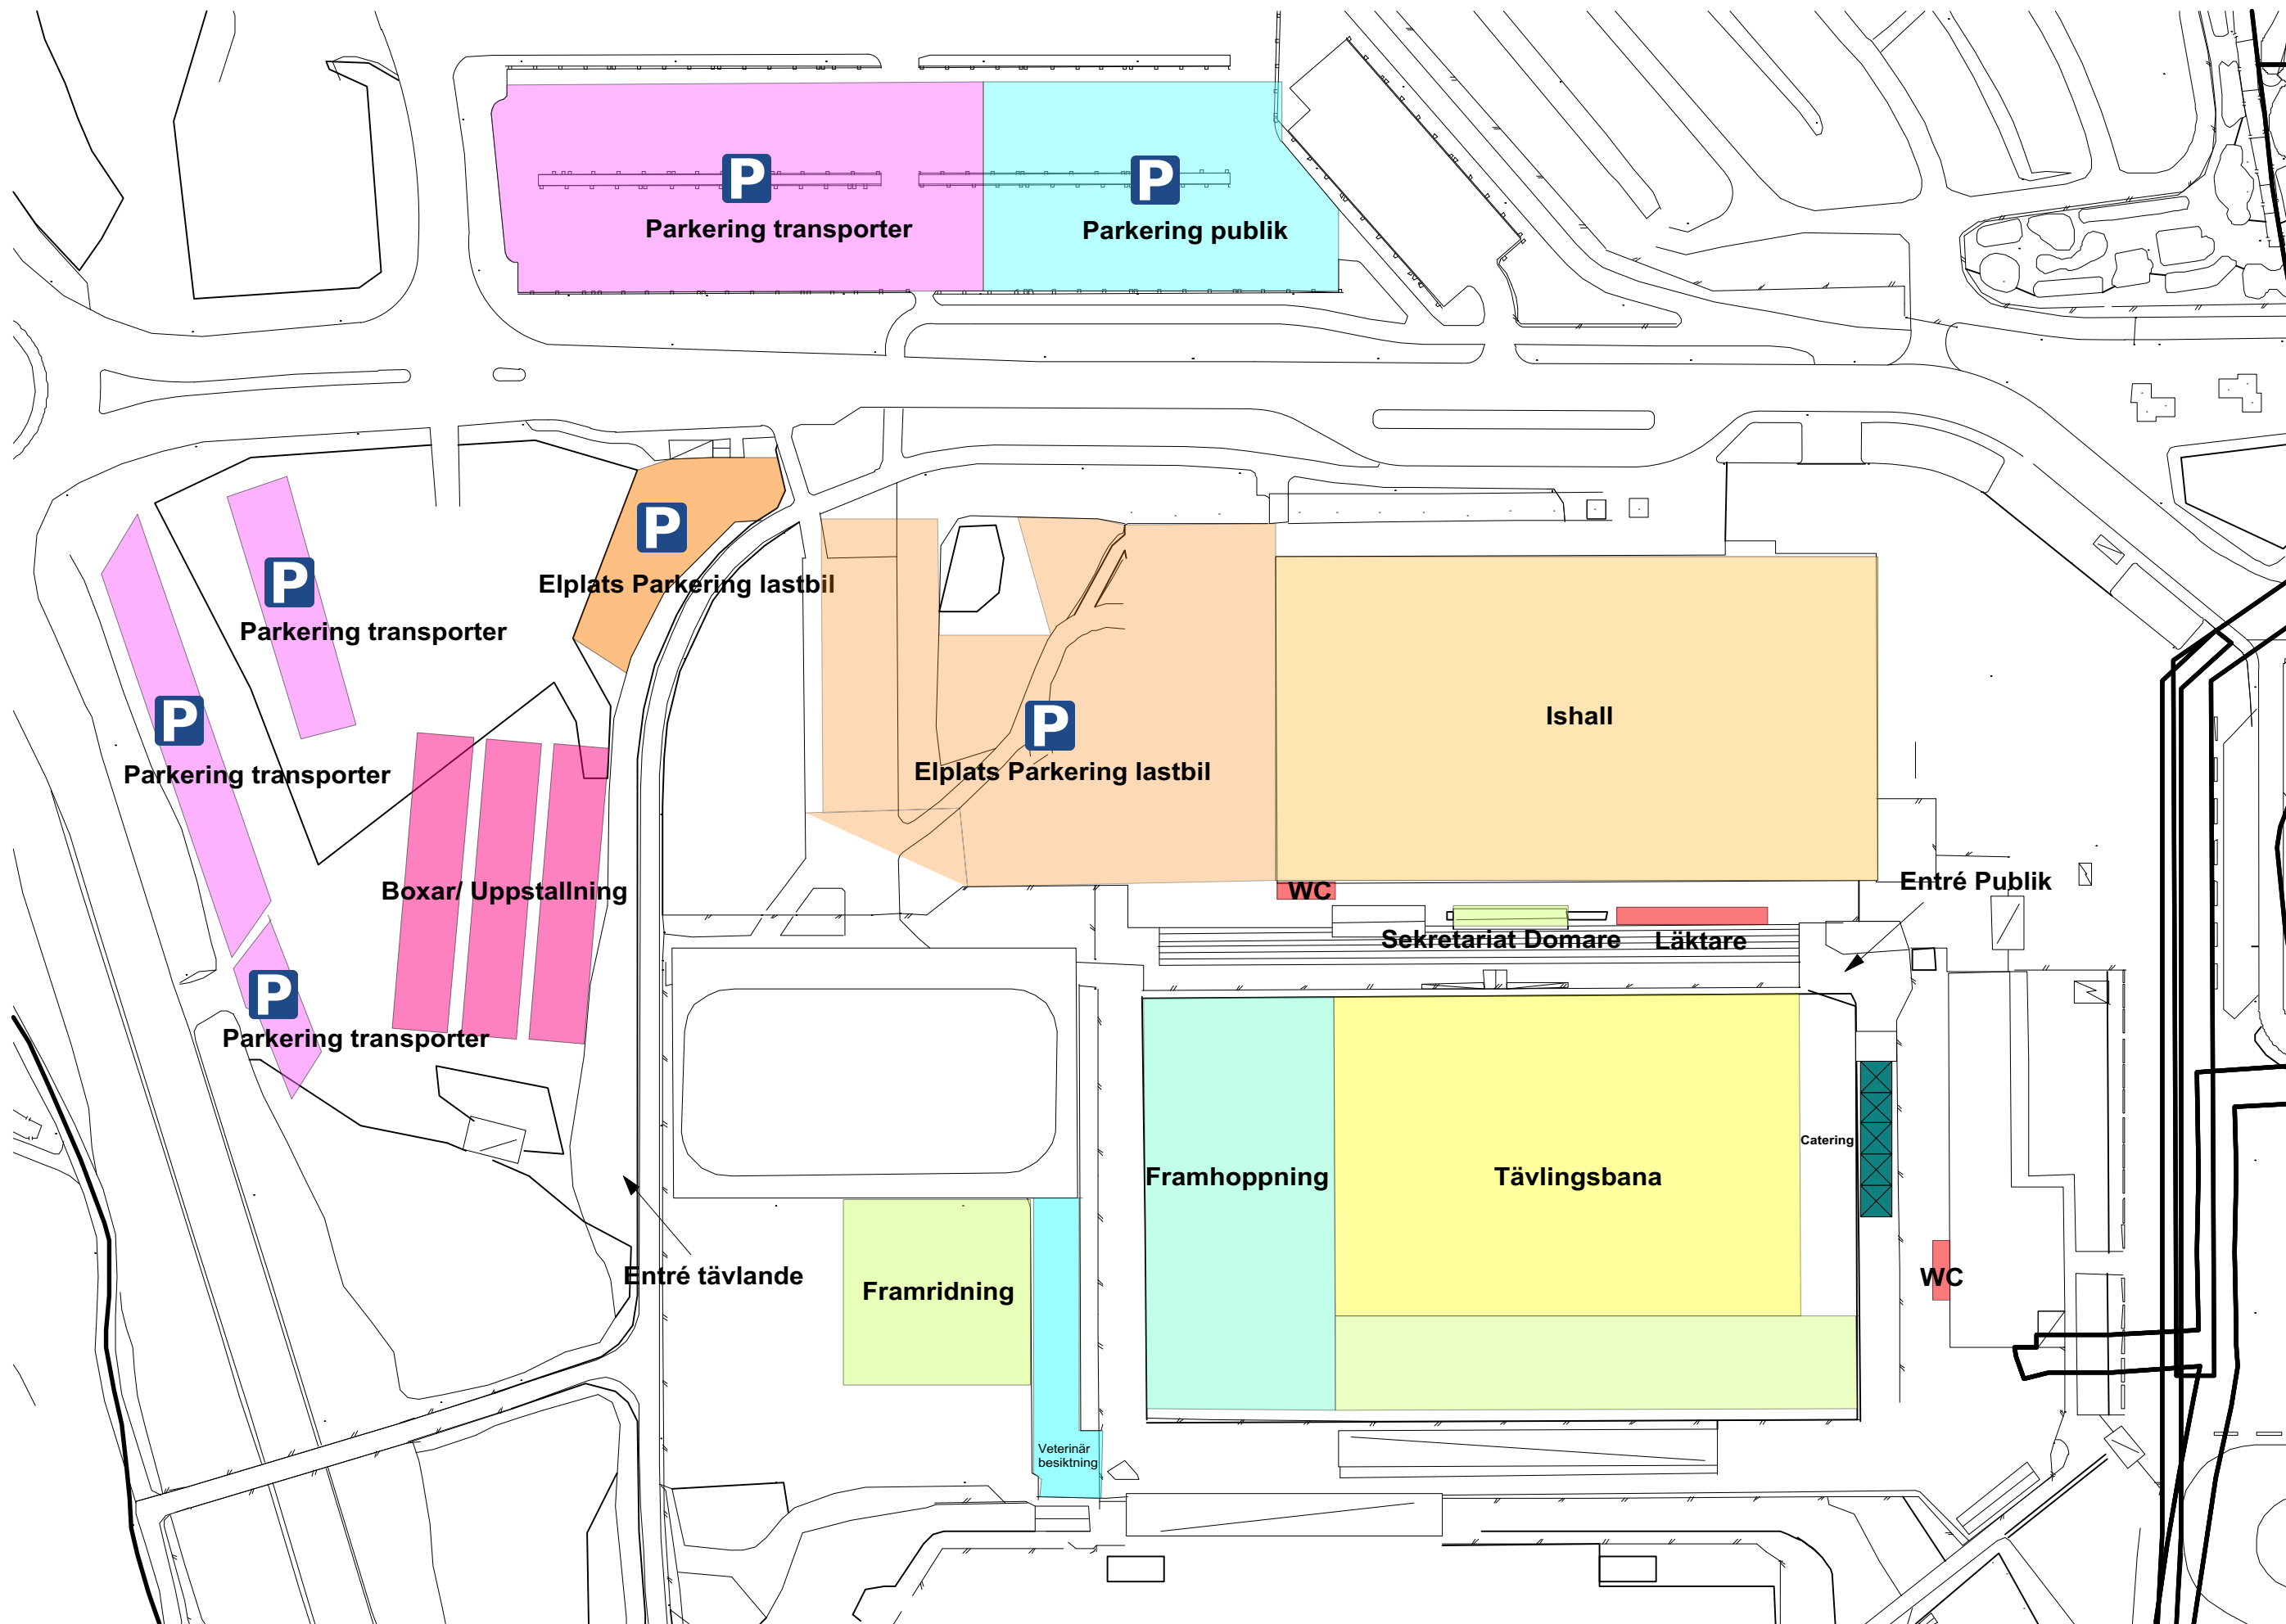 P
P
Parkering transporter
Parkering publik
P
P
Elplats Parkering lastbil
Parkering transporter
P
P
Ishall
Parkering transporter
Elplats Parkering lastbil
Boxar/ Uppstallning
WC
Entré Publik
Sekretariat Domare
Läktare
P
Parkering transporter
Catering
Framhoppning
Tävlingsbana
Entré tävlande
Framridning
WC
Veterinär
besiktning